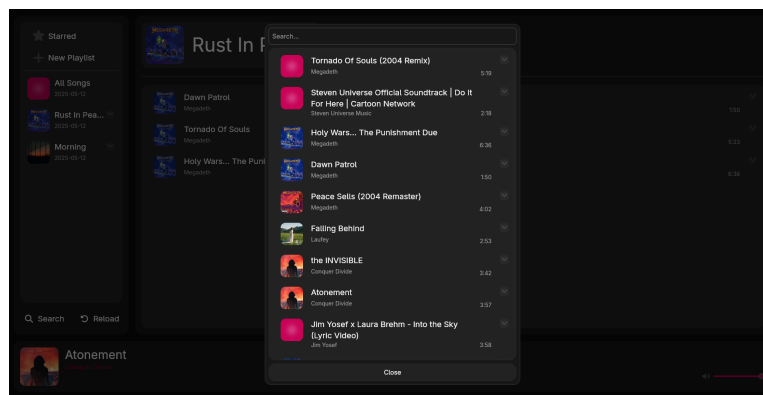 Starred
New Playlist
All Songs
2025-05-12
Rust In Pea...
2025-05-12
Morning
2025-05-12
Search
Reload
Rust In P
Dawn Patrol
Megadeth
1:50
Tornado Of Souls
Megadeth
5:23
Holy Wars... The Puni
Megadeth
6:36
Search...
Tornado Of Souls (2004 Remix)
Megadeth
5:19
Steven Universe Official Soundtrack | Do It
For Here | Cartoon Network
Steven Universe Music
2:18
Holy Wars... The Punishment Due
Megadeth
6:36
Dawn Patrol
Megadeth
1:50
Peace Sells (2004 Remaster)
Megadeth
4:02
Falling Behind
Laufey
2:53
the INVISIBLE
Conquer Divide
3:42
Atonement
Conquer Divide
3:57
Jim Yosef x Laura Brehm - Into the Sky
(Lyric Video)
Jim Yosef
3:58
Close
Atonement